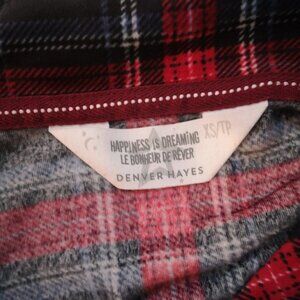 HAPPINESS IS DREAMING
LE BONHEUR DE RÊVER
DENVER HAYES
XS/TP